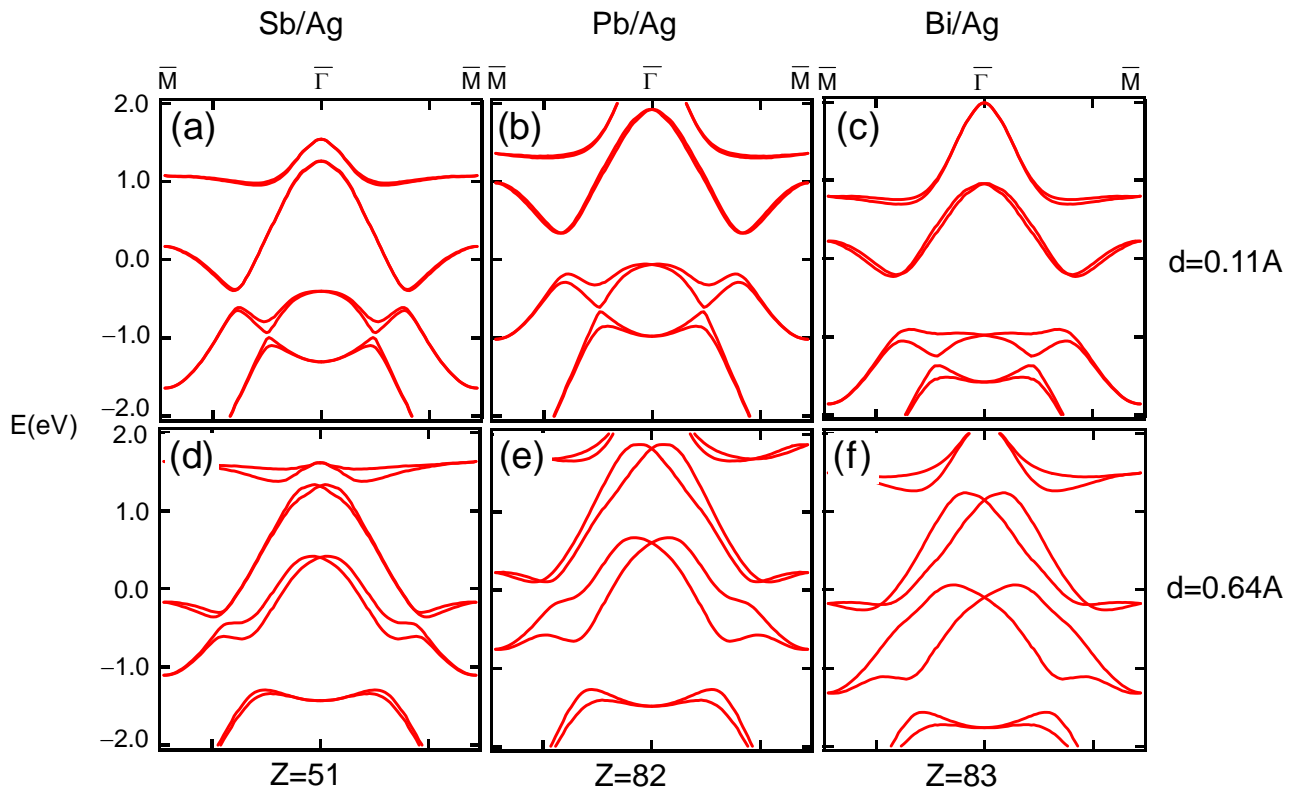 Sb/Ag Pb/Ag Bi/Ag
M Γ M M Γ M M Γ M
(a) (b) (c)
2.0
1.0
0.0
−1.0
−2.0
d=0.11A
E(eV)
(d) (e) (f)
2.0
1.0
0.0
−1.0
−2.0
d=0.64A
Z=51 Z=82 Z=83